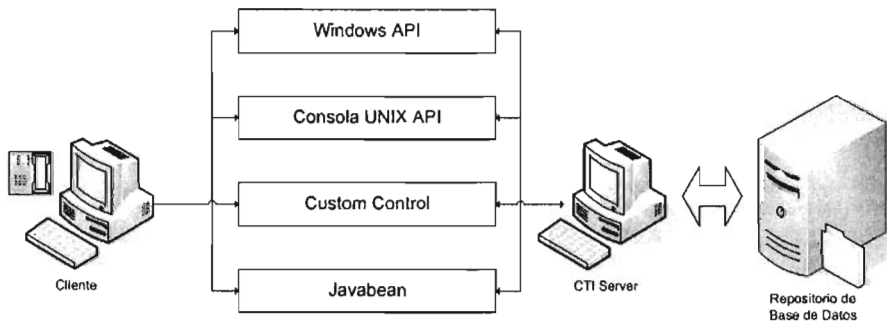 Windows API
Consola UNIX API
Custom Control
Javabean
Cliente
CTI Server
Repositorio de
Base de Datos